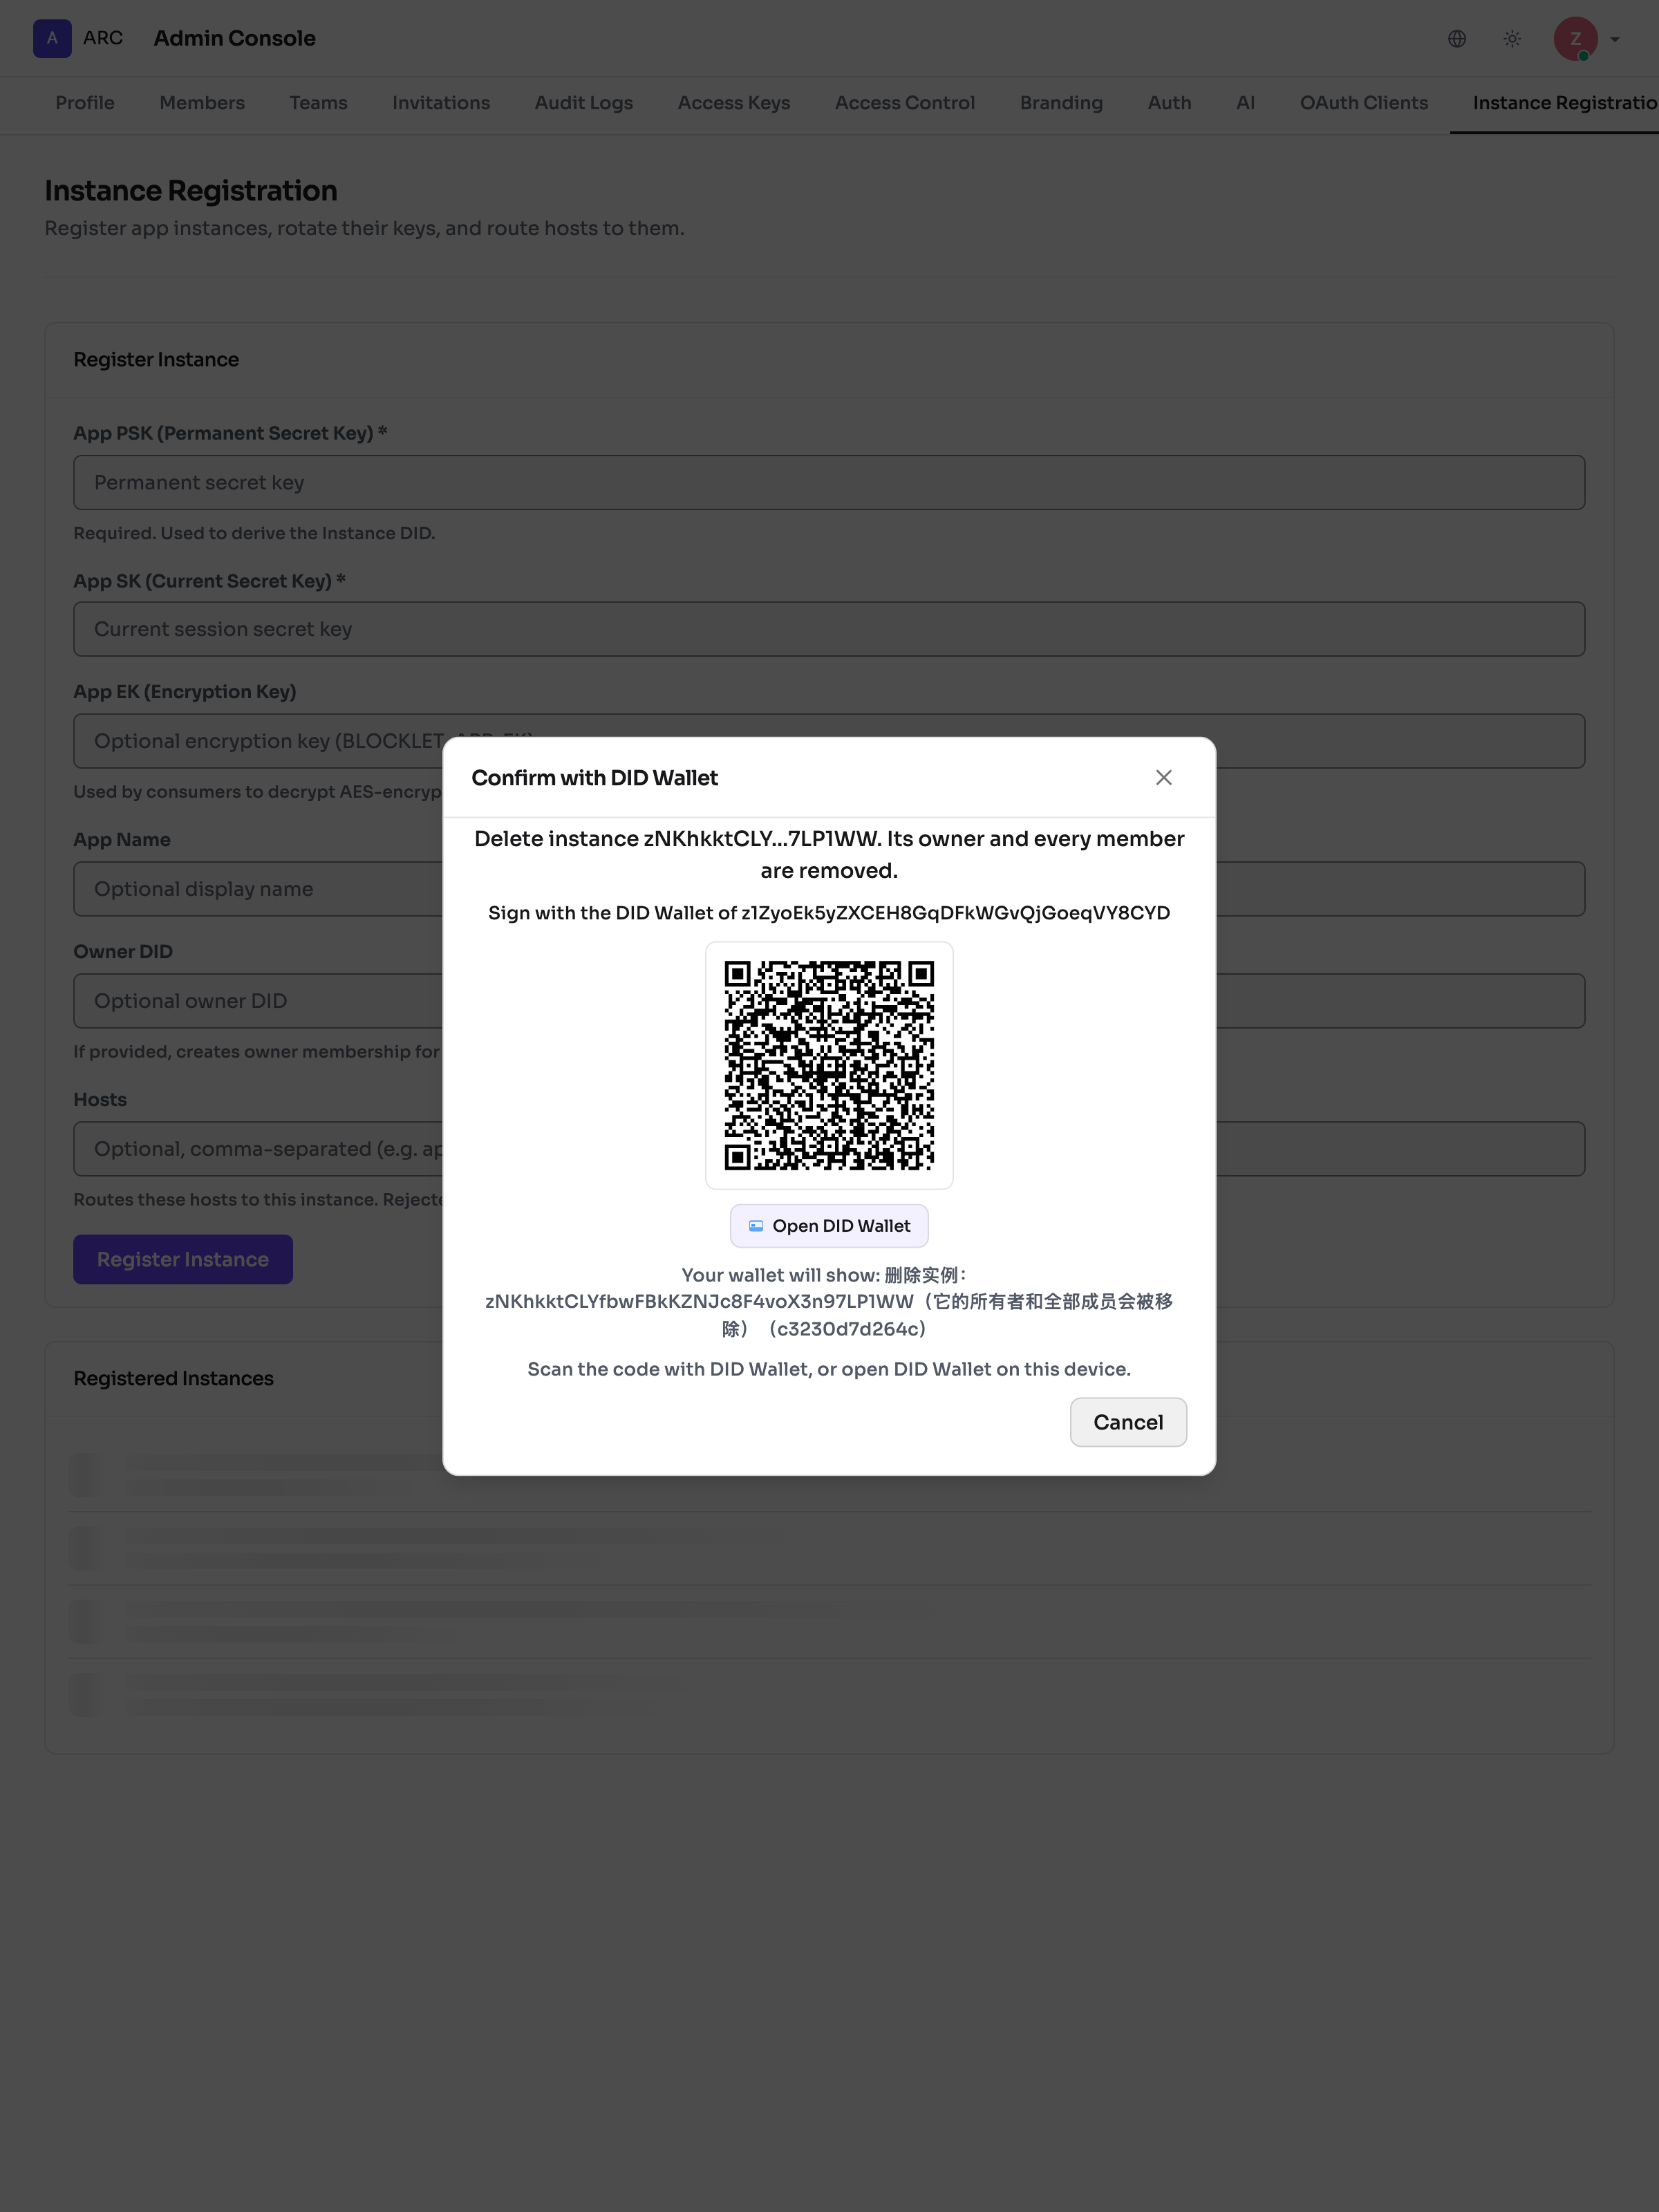 A ARC Admin Console Z
Profile Members Teams Invitations Audit Logs Access Keys Access Control Branding Auth AI OAuth Clients Instance Registratio
Instance Registration
Register app instances, rotate their keys, and route hosts to them.
Register Instance
App PSK (Permanent Secret Key) *
Permanent secret key
Required. Used to derive the Instance DID.
App SK (Current Secret Key) *
Current session secret key
App EK (Encryption Key)
Optional encryption key (BLOCKLET_APP_EK)
Used by consumers to decrypt AES-encryp
App Name
Optional display name
Owner DID
Optional owner DID
If provided, creates owner membership for
Hosts
Optional, comma-separated (e.g. ap
Routes these hosts to this instance. Rejecte
Register Instance
Registered Instances
Confirm with DID Wallet
Delete instance zNKhkktCLY...7LP1WW. Its owner and every member
are removed.
Sign with the DID Wallet of z1ZyoEk5yZXCEH8GqDFkWGvQjGoeqVY8CYD
Open DID Wallet
Your wallet will show: 删除实例：
zNKhkktCLYfbwFBkKZNJc8F4voX3n97LP1WW（它的所有者和全部成员会被移
除）（c3230d7d264c）
Scan the code with DID Wallet, or open DID Wallet on this device.
Cancel